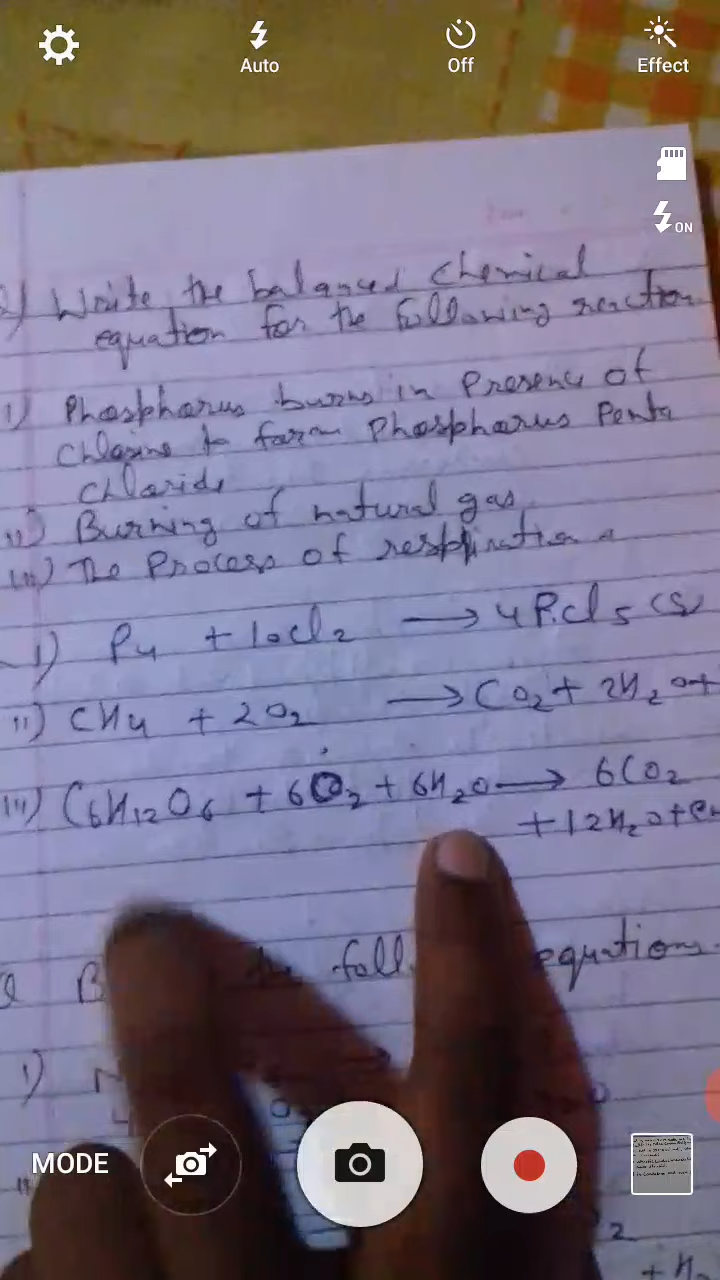 Auto
Off
Effect
ON
2) Write the balanced chemical
equation for the following reaction
i) Phosphorus burns in Presence of
Chlorine to form Phosphorus Penta
Chloride
ii) Burning of natural gas
iii) The Process of respiration
i) P4 + 10Cl2 → 4PCl5 (s)
ii) CH4 + 2O2 → CO2 + 2H2O +
iii) C6H12O6 + 6O2 + 6H2O → 6CO2
+ 12H2O +
foll equations
i)
MODE